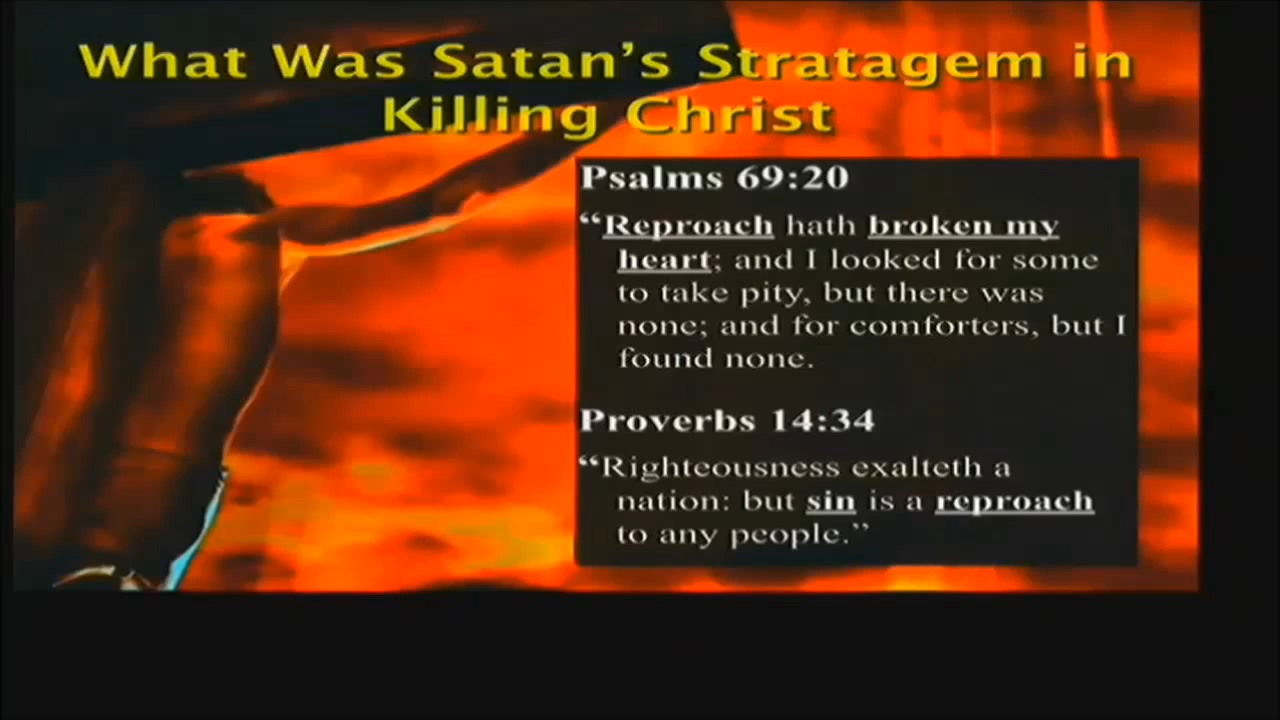 What Was Satan’s Stratagem in
Killing Christ
Psalms 69:20
“Reproach hath broken my
heart; and I looked for some
to take pity, but there was
none; and for comforters, but I
found none.
Proverbs 14:34
“Righteousness exalteth a
nation: but sin is a reproach
to any people.”